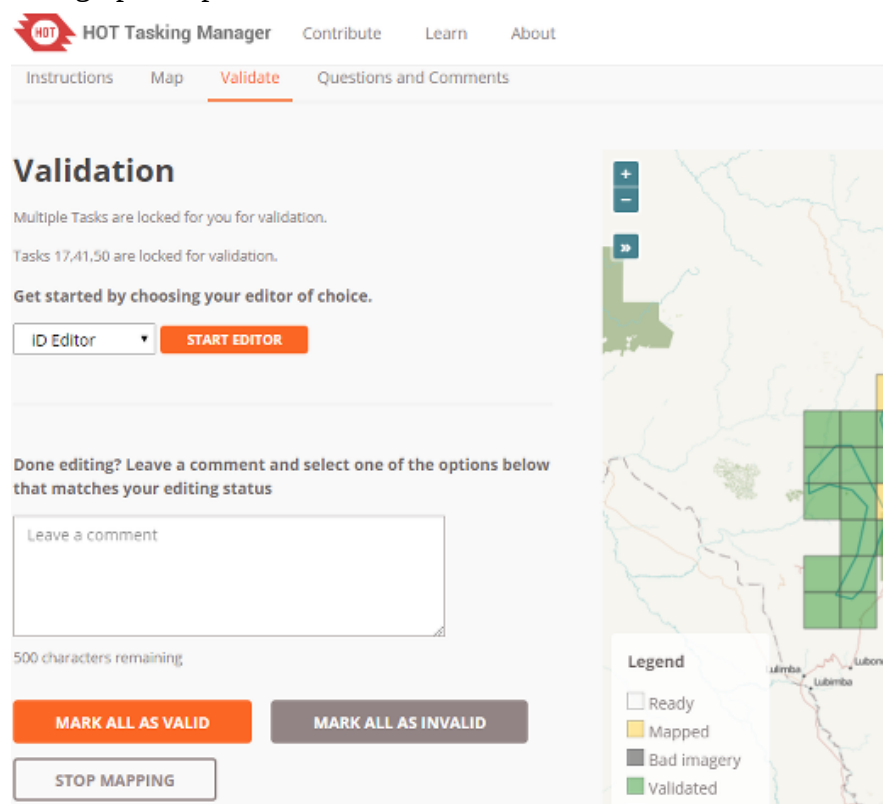 HOT HOT Tasking Manager Contribute Learn About
Instructions Map Validate Questions and Comments
Validation
Multiple Tasks are locked for you for validation.
Tasks 17,41,50 are locked for validation.
Get started by choosing your editor of choice.
ID Editor START EDITOR
Done editing? Leave a comment and select one of the options below
that matches your editing status
Leave a comment
500 characters remaining
MARK ALL AS VALID MARK ALL AS INVALID
STOP MAPPING
+
−
»
Legend
Ready
Mapped
Bad imagery
Validated
Lubimba